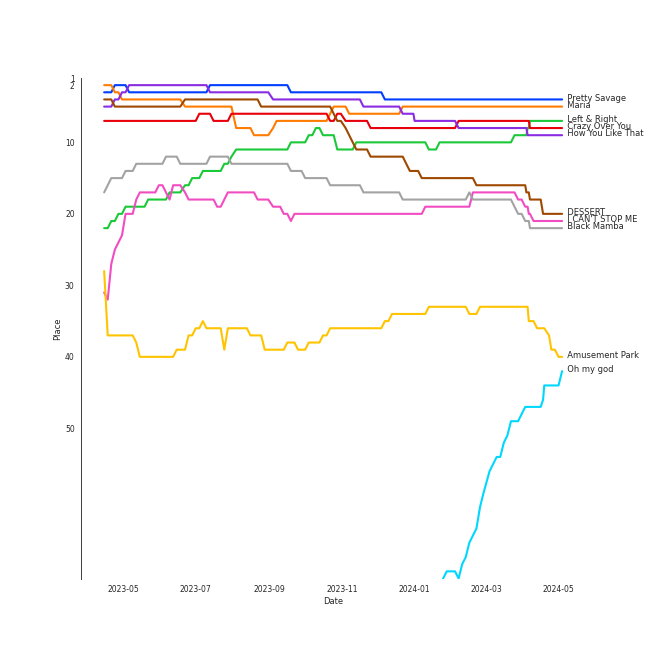 1
2
10
20
30
40
50
Place
2023-05
2023-07
2023-09
2023-11
2024-01
2024-03
2024-05
Date
Pretty Savage
Maria
Left & Right
Crazy Over You
How You Like That
DESSERT
I CAN'T STOP ME
Black Mamba
Amusement Park
Oh my god